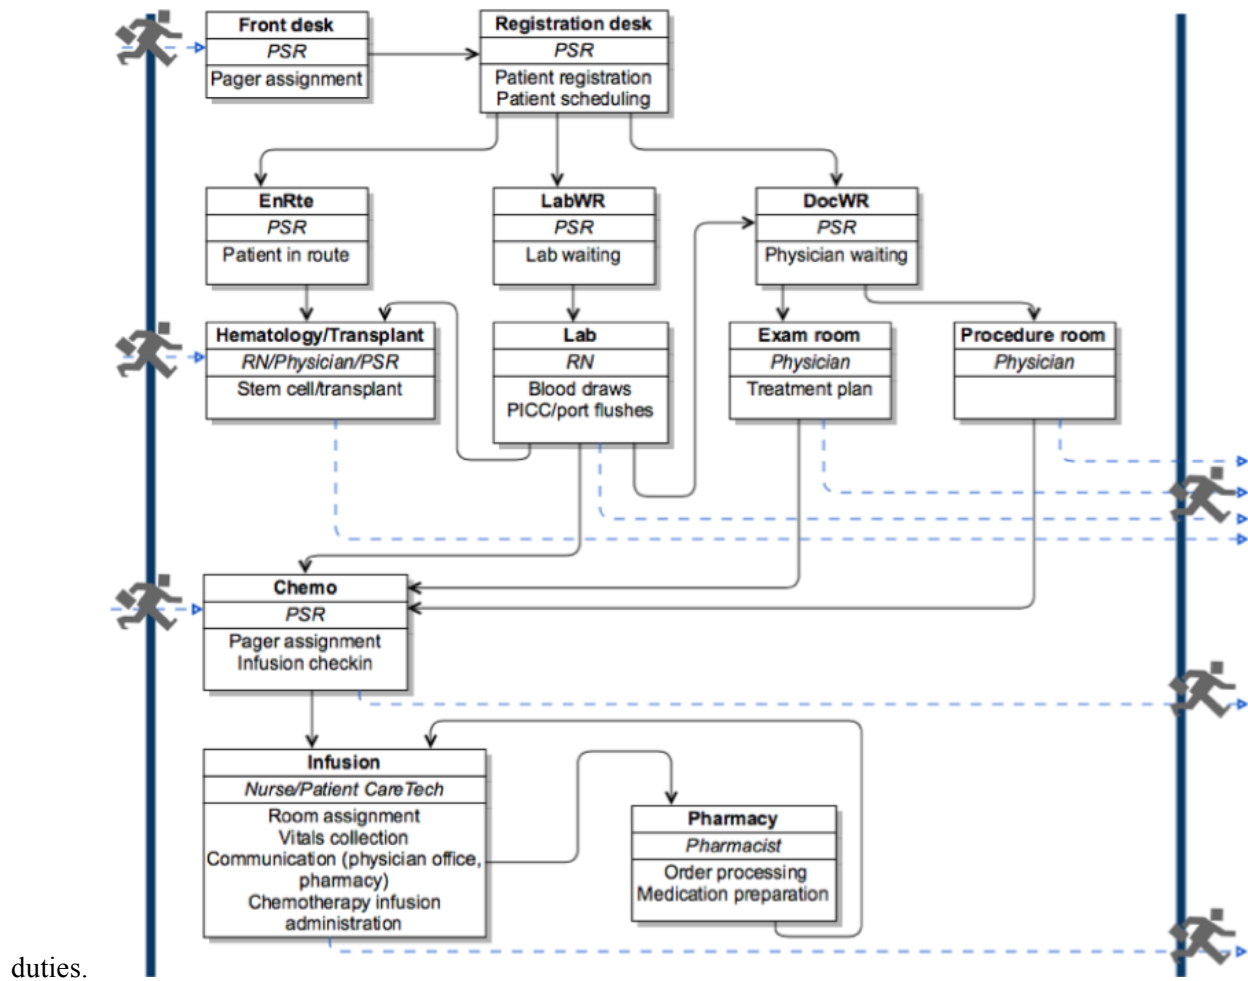 Front desk
PSR
Pager assignment
Registration desk
PSR
Patient registration
Patient scheduling
EnRte
PSR
Patient in route
LabWR
PSR
Lab waiting
DocWR
PSR
Physician waiting
Hematology/Transplant
RN/Physician/PSR
Stem cell/transplant
Lab
RN
Blood draws
PICC/port flushes
Exam room
Physician
Treatment plan
Procedure room
Physician
Chemo
PSR
Pager assignment
Infusion checkin
Infusion
Nurse/Patient CareTech
Room assignment
Vitals collection
Communication (physician office,
pharmacy)
Chemotherapy infusion
administration
Pharmacy
Pharmacist
Order processing
Medication preparation
duties.